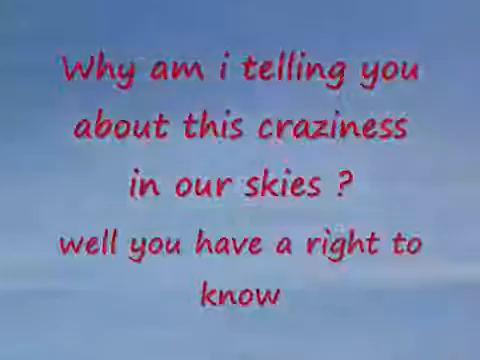 Why am i telling you
about this craziness
in our skies ?
well you have a right to
know